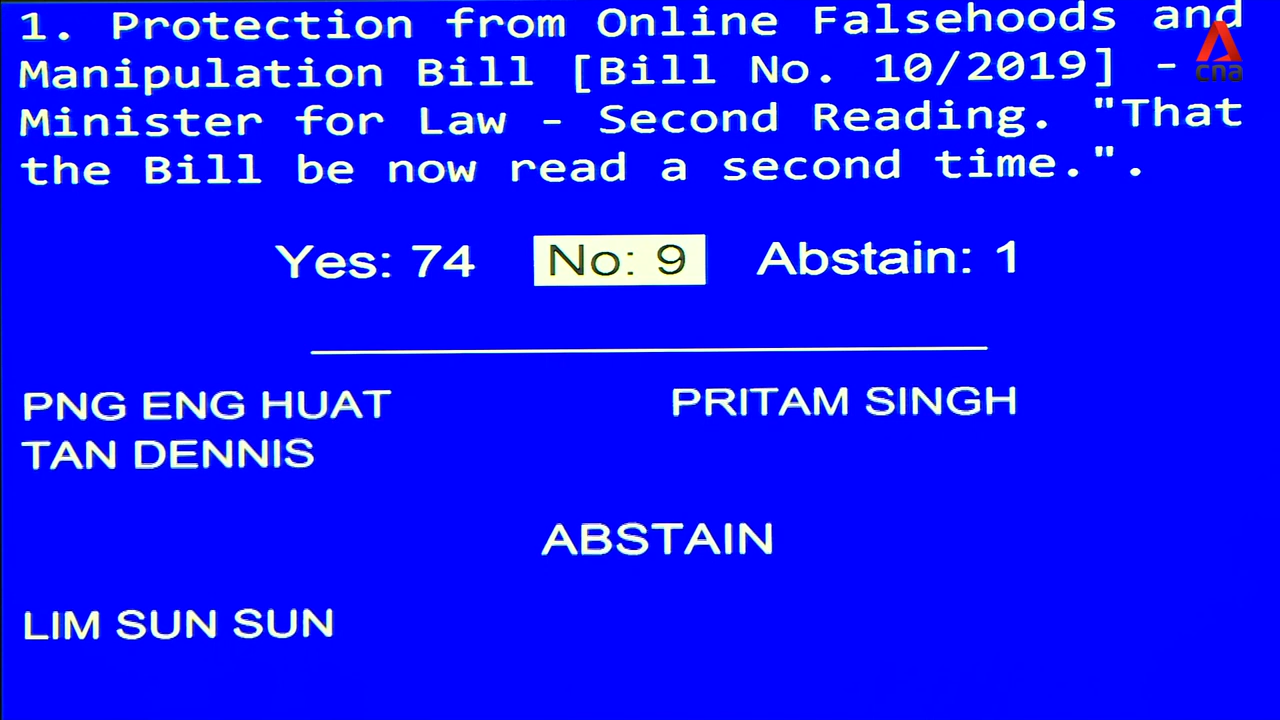 1. Protection from Online Falsehoods and
Manipulation Bill [Bill No. 10/2019] -
Minister for Law - Second Reading. "That
the Bill be now read a second time.".
cna
Yes: 74 No: 9 Abstain: 1
PNG ENG HUAT PRITAM SINGH
TAN DENNIS
ABSTAIN
LIM SUN SUN